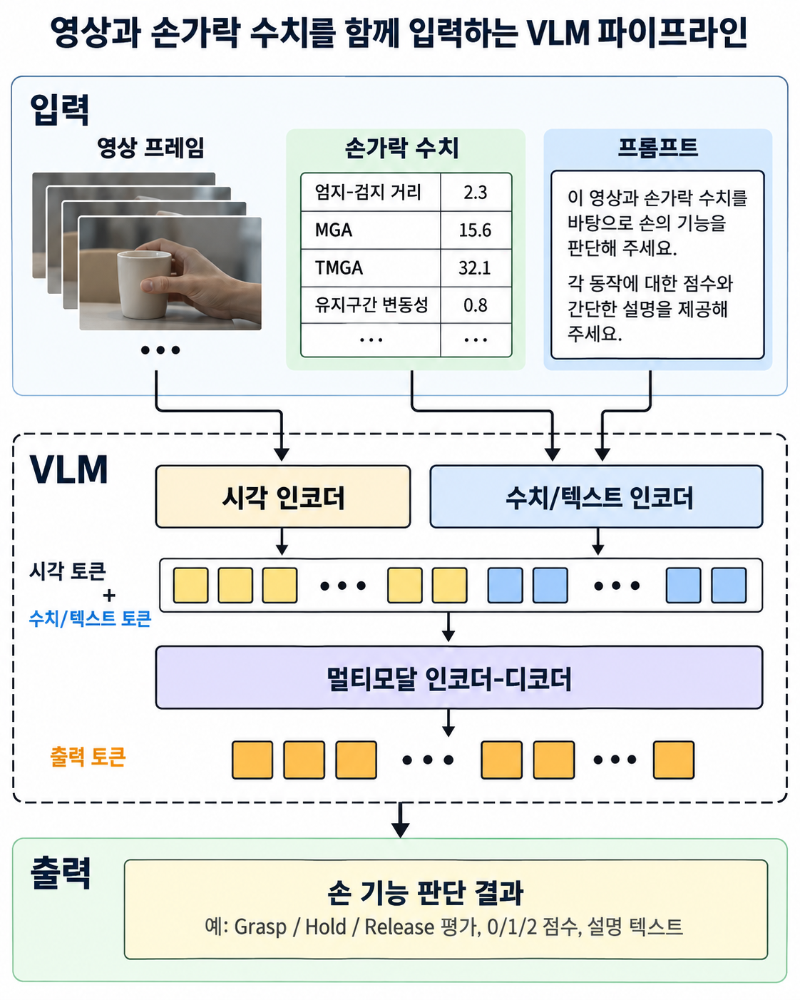 영상과 손가락 수치를 함께 입력하는 VLM 파이프라인
입력
영상 프레임
•••
손가락 수치
엄지-검지 거리 2.3
MGA 15.6
TMGA 32.1
유지구간 변동성 0.8
... ...
프롬프트
이 영상과 손가락 수치를
바탕으로 손의 기능을
판단해 주세요.
각 동작에 대한 점수와
간단한 설명을 제공해
주세요.
VLM
시각 인코더
수치/텍스트 인코더
시각 토큰
+
수치/텍스트 토큰
••• •••
멀티모달 인코더-디코더
출력 토큰
••• •••
출력
손 기능 판단 결과
예: Grasp / Hold / Release 평가, 0/1/2 점수, 설명 텍스트